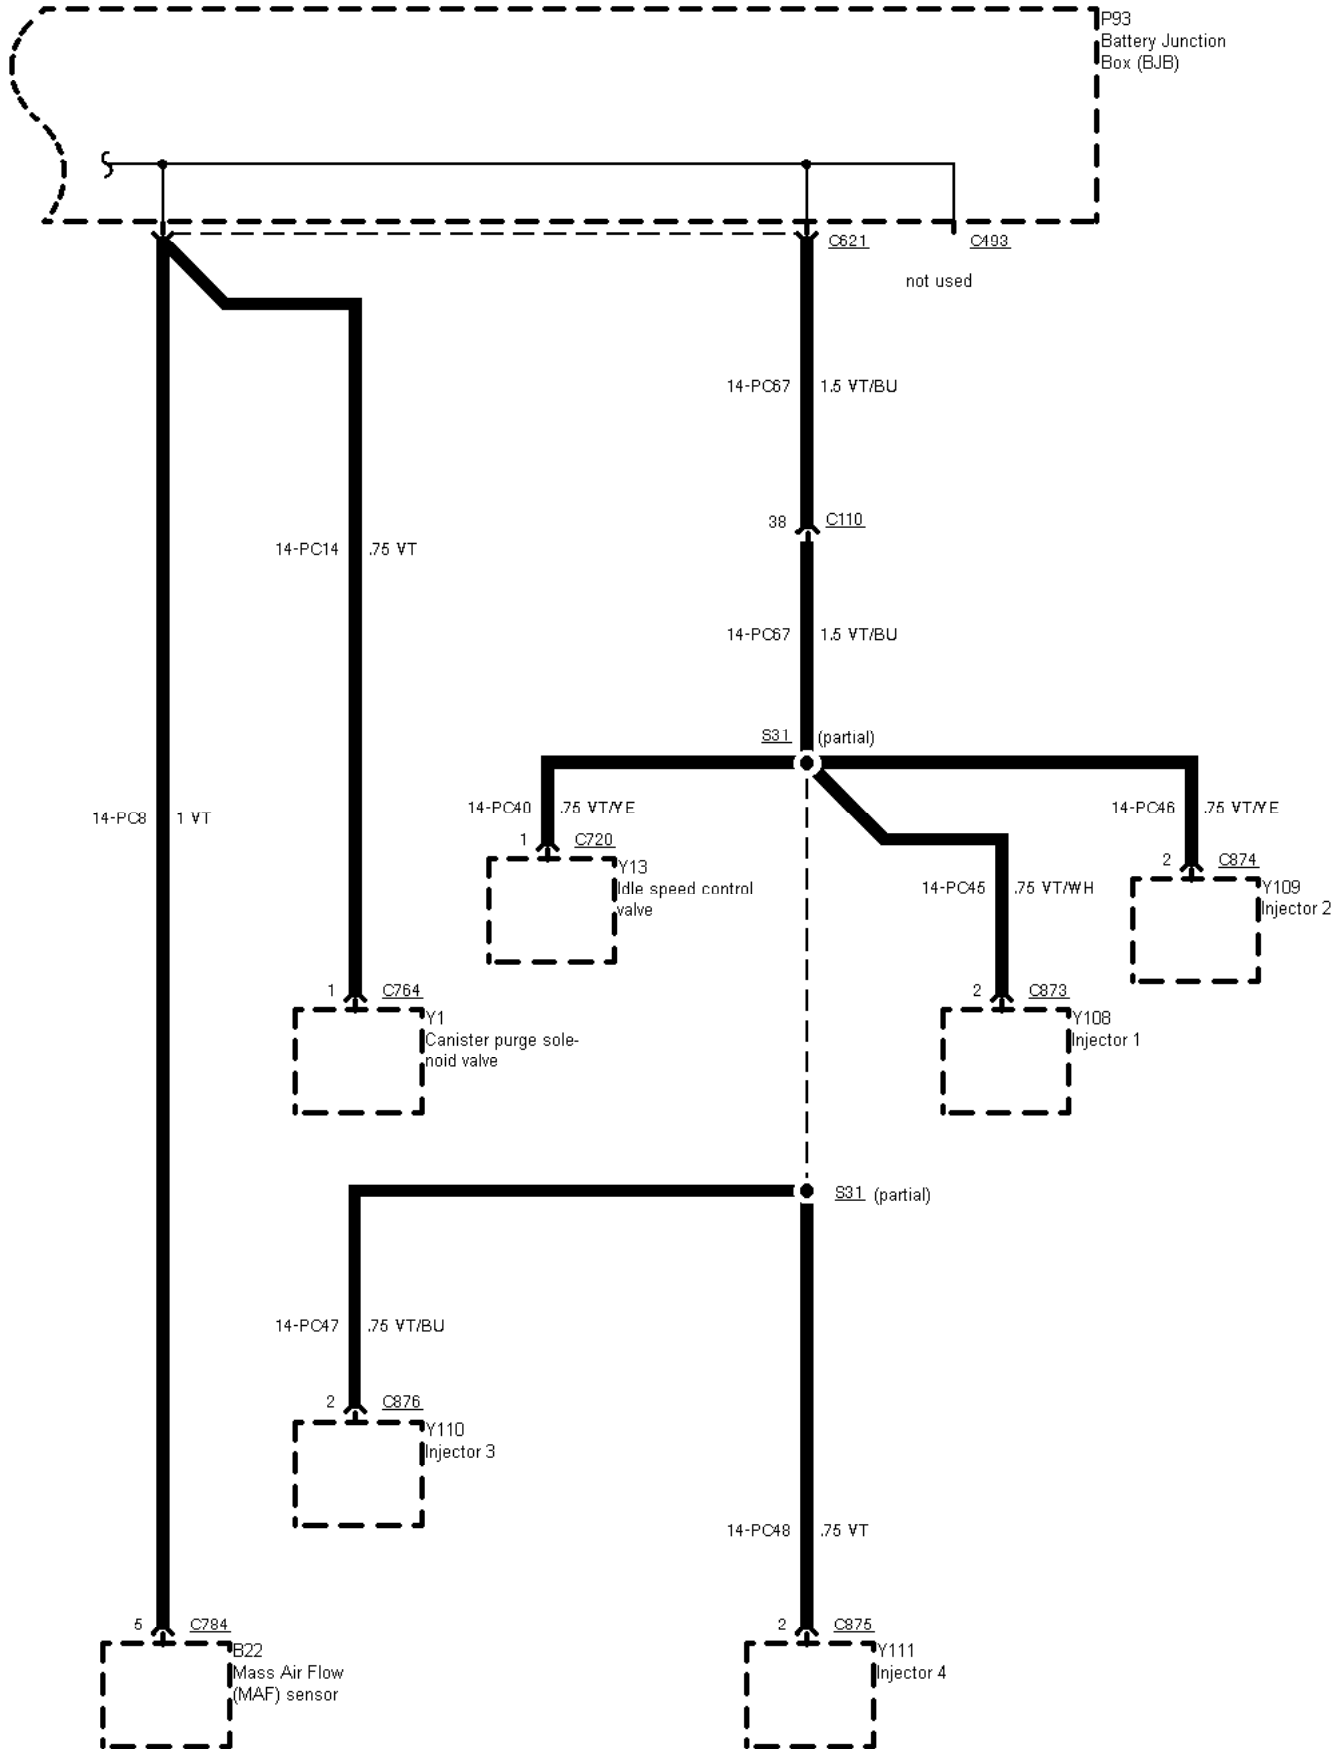 P93
Battery Junction
Box (BJB)
C621
C493
not used
14-PC67
1.5 VT/BU
38
C110
14-PC14
.75 VT
14-PC67
1.5 VT/BU
S31
(partial)
14-PC8
1 VT
14-PC40
.75 VT/YE
14-PC46
.75 VT/YE
1
C720
Y13
Idle speed control
valve
2
C874
Y109
Injector 2
14-PC45
.75 VT/WH
1
C764
Y1
Canister purge sole-
noid valve
2
C873
Y108
Injector 1
S31
(partial)
14-PC47
.75 VT/BU
2
C876
Y110
Injector 3
14-PC48
.75 VT
5
C784
B22
Mass Air Flow
(MAF) sensor
2
C875
Y111
Injector 4